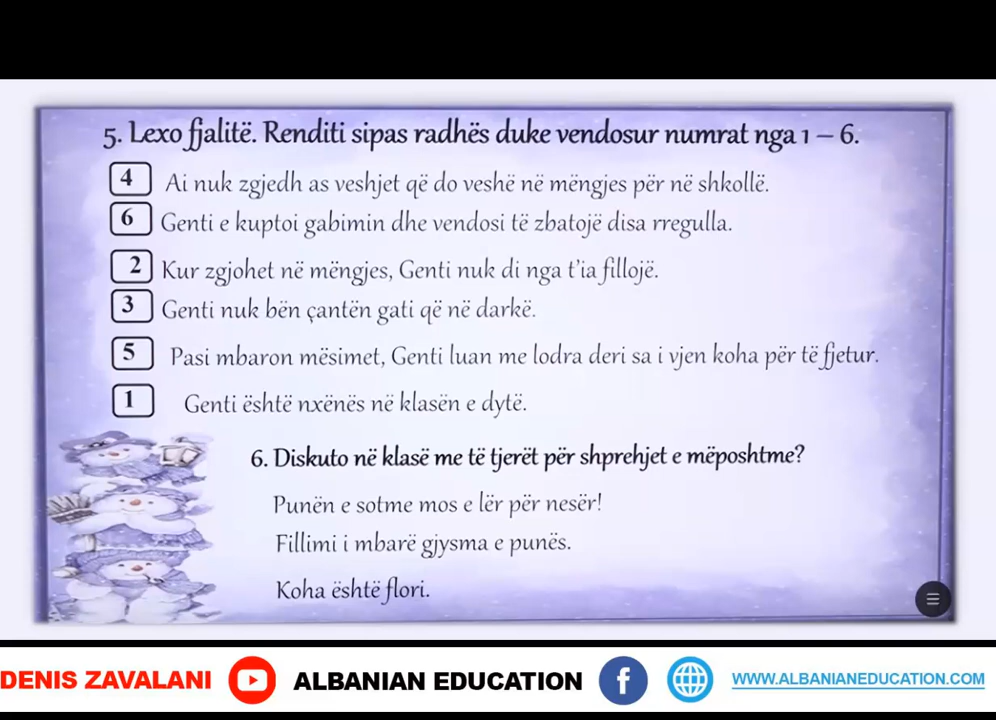 5. Lexo fjalitë. Renditi sipas radhës duke vendosur numrat nga 1 – 6.
4 Ai nuk zgjedh as veshjet që do veshë në mëngjes për në shkollë.
6 Genti e kuptoi gabimin dhe vendosi të zbatojë disa rregulla.
2 Kur zgjohet në mëngjes, Genti nuk di nga t'ia fillojë.
3 Genti nuk bën çantën gati që në darkë.
5 Pasi mbaron mësimet, Genti luan me lodra deri sa i vjen koha për të fjetur.
1 Genti është nxënës në klasën e dytë.
6. Diskuto në klasë me të tjerët për shprehjet e mëposhtme?
Punën e sotme mos e lër për nesër!
Fillimi i mbarë gjysma e punës.
Koha është flori.
DENIS ZAVALANI ALBANIAN EDUCATION f WWW.ALBANIANEDUCATION.COM